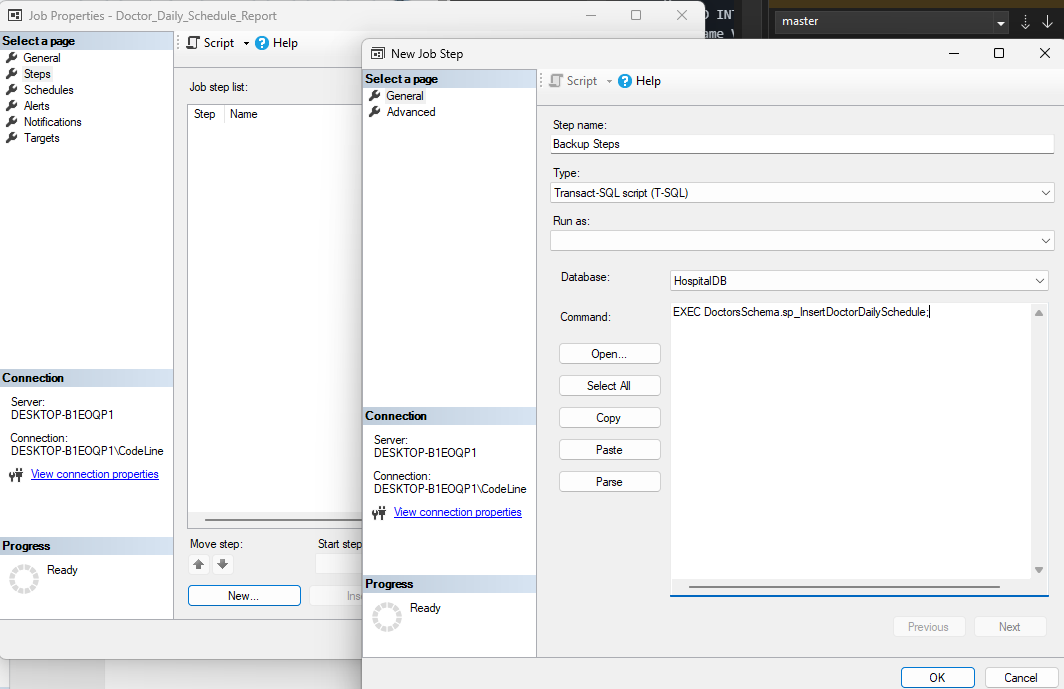 Job Properties - Doctor_Daily_Schedule_Report
Select a page
General
Steps
Schedules
Alerts
Notifications
Targets
Script
Help
Job step list:
Step Name
Connection
Server:
DESKTOP-B1EOQP1
Connection:
DESKTOP-B1EOQP1\CodeLine
View connection properties
Progress
Ready
Move step:
Start step
New...
Inse
master
New Job Step
Select a page
General
Advanced
Script
Help
Step name:
Backup Steps
Type:
Transact-SQL script (T-SQL)
Run as:
Database:
HospitalDB
Command:
EXEC DoctorsSchema.sp_InsertDoctorDailySchedule;
Open...
Select All
Copy
Paste
Parse
Connection
Server:
DESKTOP-B1EOQP1
Connection:
DESKTOP-B1EOQP1\CodeLine
View connection properties
Progress
Ready
Previous
Next
OK
Cancel